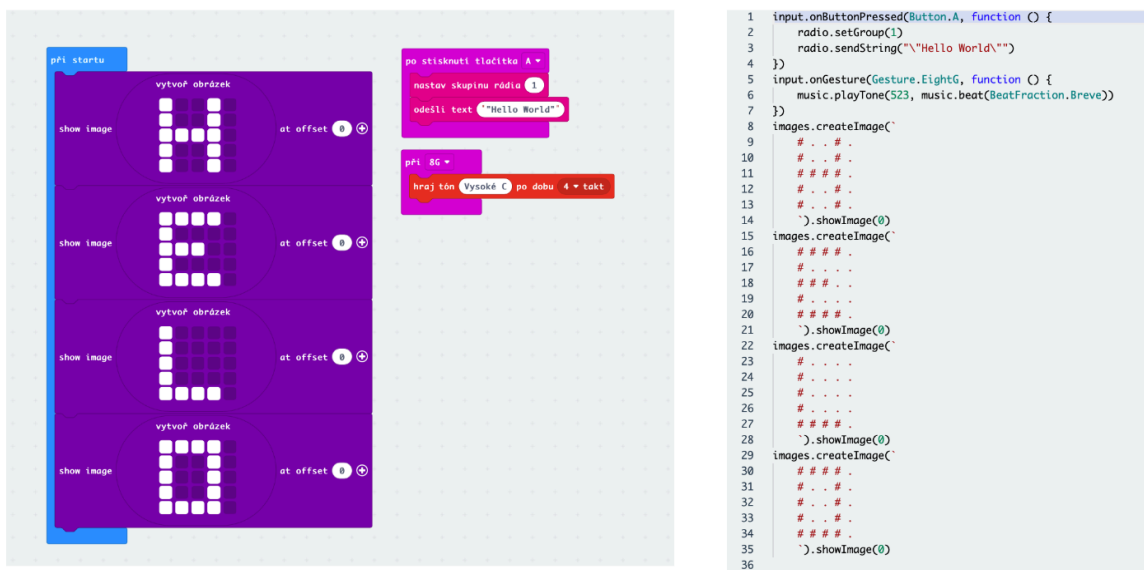 při startu
vytvoř obrázek
show image
at offset 0
vytvoř obrázek
show image
at offset 0
vytvoř obrázek
show image
at offset 0
vytvoř obrázek
show image
at offset 0
po stisknutí tlačítka A
nastav skupinu rádia 1
odešli text "Hello World"
při 8G
hraj tón Vysoké C po dobu 4 takt
1 input.onButtonPressed(Button.A, function () {
2 radio.setGroup(1)
3 radio.sendString("\"Hello World\"")
4 })
5 input.onGesture(Gesture.EightG, function () {
6 music.playTone(523, music.beat(BeatFraction.Breve))
7 })
8 images.createImage(`
9 # . . # .
10 # . . # .
11 # # # # .
12 # . . # .
13 # . . # .
14 `).showImage(0)
15 images.createImage(`
16 # # # # .
17 # . . . .
18 # # # . .
19 # . . . .
20 # # # # .
21 `).showImage(0)
22 images.createImage(`
23 # . . . .
24 # . . . .
25 # . . . .
26 # . . . .
27 # # # # .
28 `).showImage(0)
29 images.createImage(`
30 # # # # .
31 # . . # .
32 # . . # .
33 # . . # .
34 # # # # .
35 `).showImage(0)
36